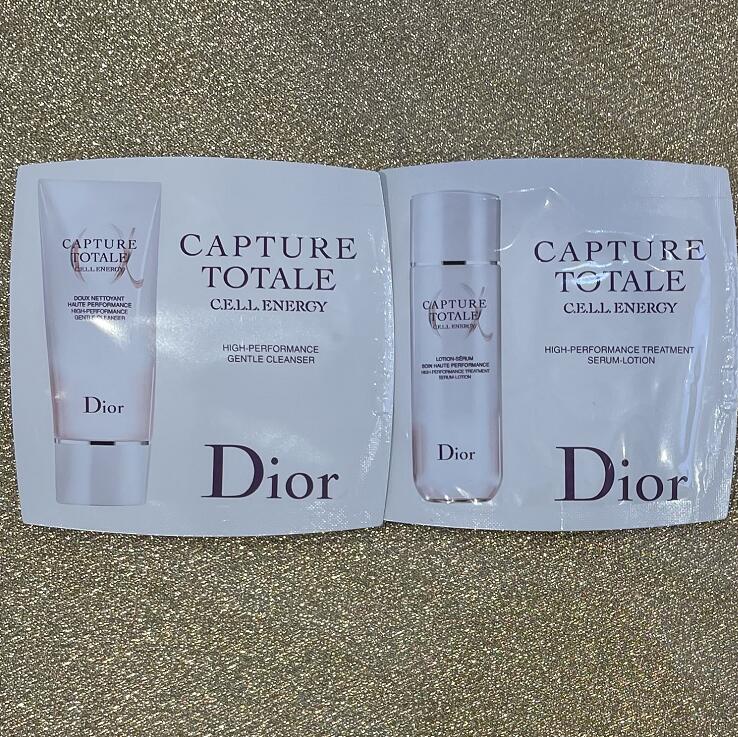 CAPTURE
TOTALE
C.E.L.L. ENERGY
DOUX NETTOYANT
HAUTE PERFORMANCE
HIGH-PERFORMANCE
GENTLE CLEANSER
Dior
CAPTURE
TOTALE
C.E.L.L. ENERGY
HIGH-PERFORMANCE
GENTLE CLEANSER
Dior
CAPTURE
TOTALE
C.E.L.L. ENERGY
LOTION-SÉRUM
SOIN HAUTE PERFORMANCE
HIGH-PERFORMANCE TREATMENT
SERUM-LOTION
Dior
CAPTURE
TOTALE
C.E.L.L. ENERGY
HIGH-PERFORMANCE TREATMENT
SERUM-LOTION
Dior